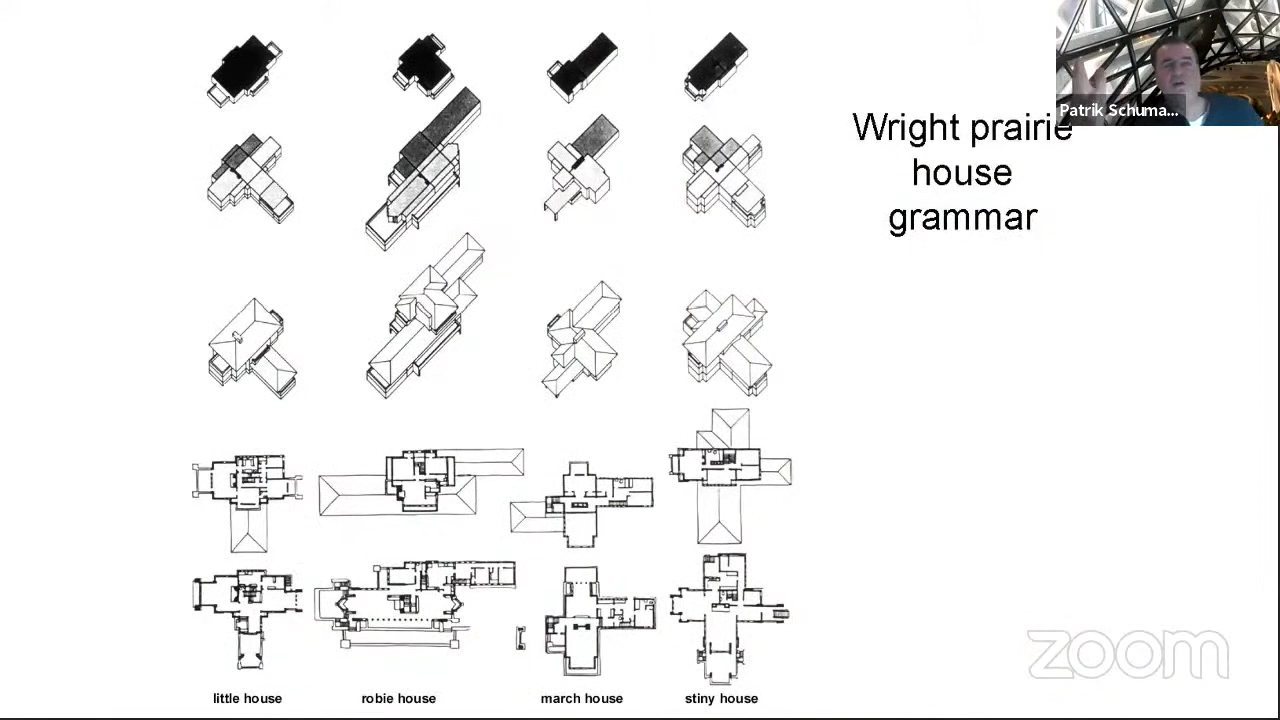 Patrik Schuma...
Wright prairie
house
grammar
zoom
little house
robie house
march house
stiny house